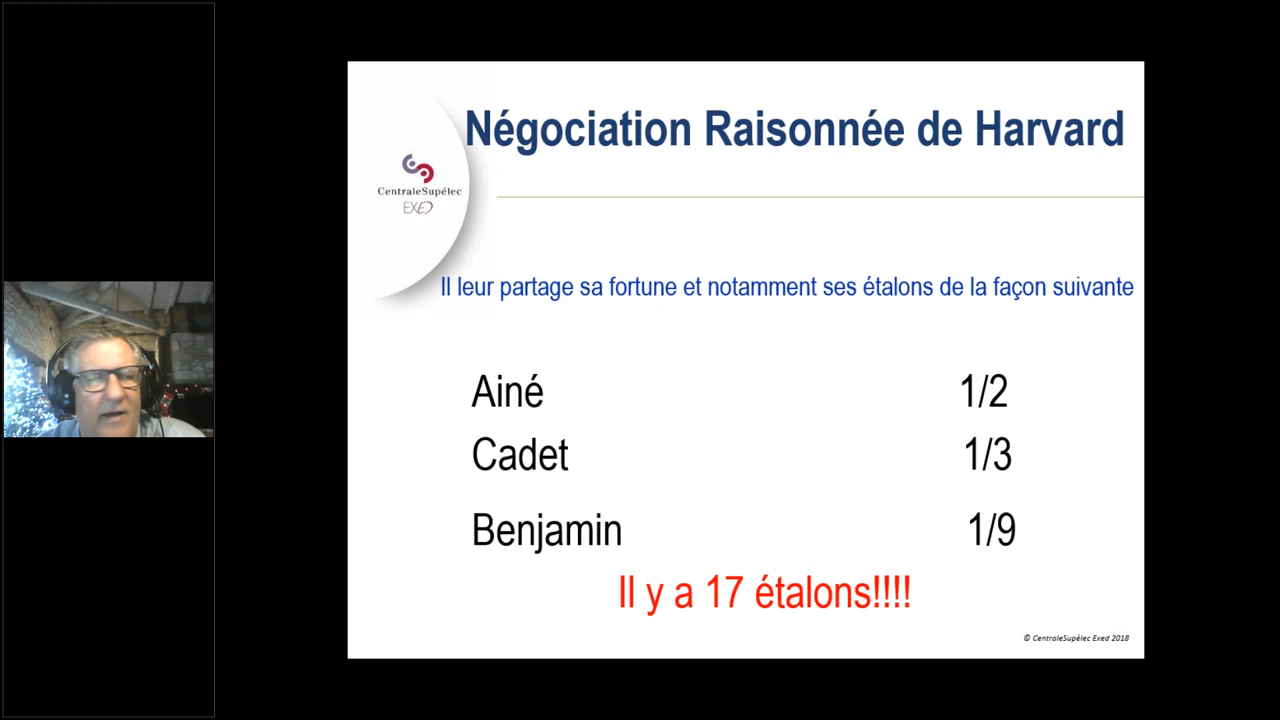 Négociation Raisonnée de Harvard
CentraleSupélec
EXED
Il leur partage sa fortune et notamment ses étalons de la façon suivante
Ainé 1/2
Cadet 1/3
Benjamin 1/9
Il y a 17 étalons!!!!
© CentraleSupélec Exed 2018